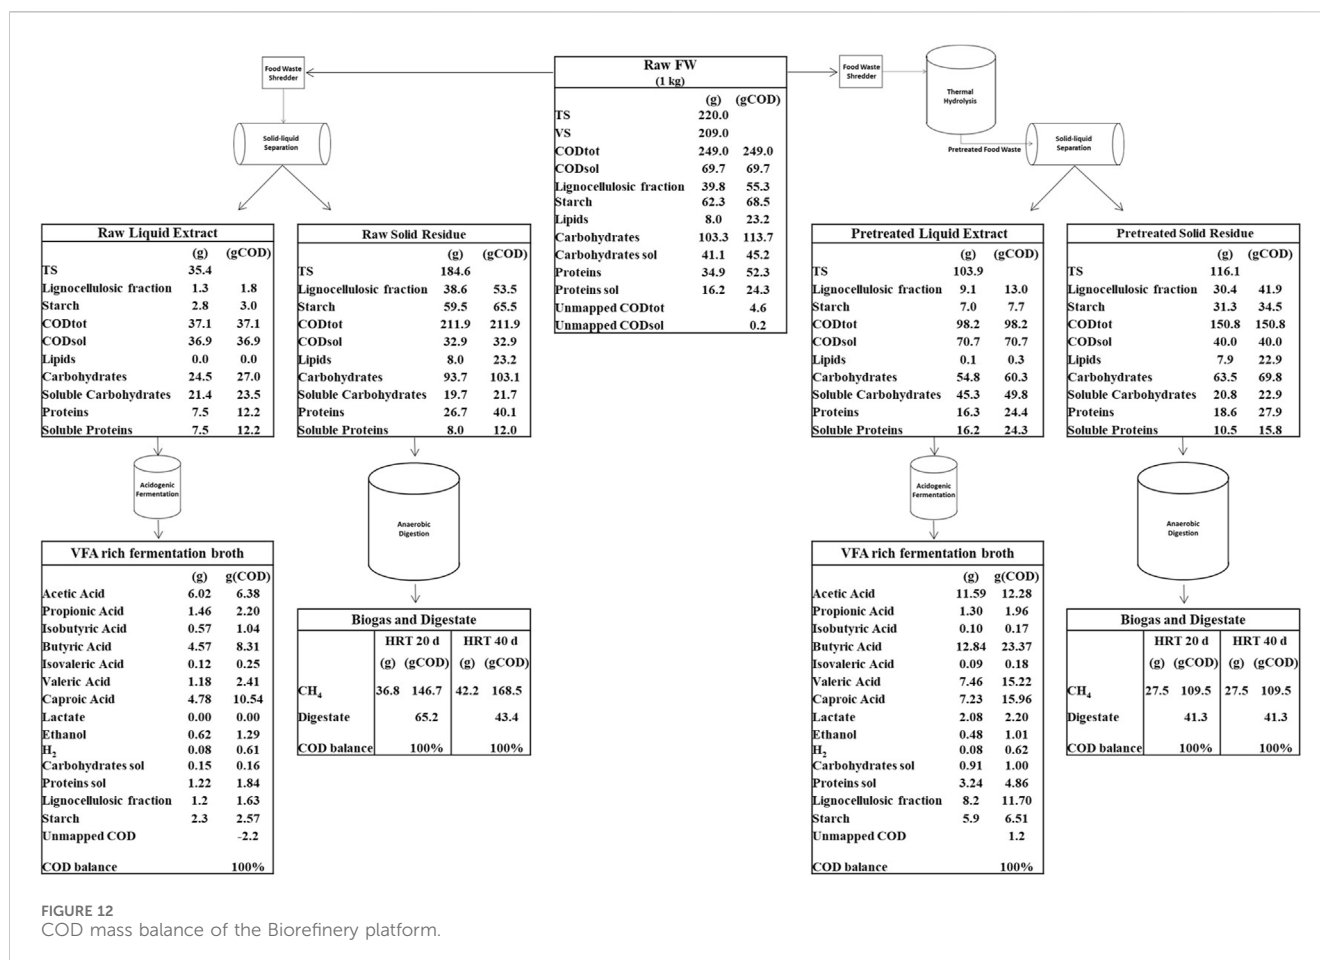 Raw FW
(1 kg)
(g) (gCOD)
TS 220.0
VS 209.0
CODtot 249.0 249.0
CODsol 69.7 69.7
Lignocellulosic fraction 39.8 55.3
Starch 62.3 68.5
Lipids 8.0 23.2
Carbohydrates 103.3 113.7
Carbohydrates sol 41.1 45.2
Proteins 34.9 52.3
Proteins sol 16.2 24.3
Unmapped CODtot 4.6
Unmapped CODsol 0.2
Food Waste
Shredder
Solid-liquid
Separation
Food Waste
Shredder
Thermal
Hydrolysis
Pretreated Food Waste
Solid-liquid
Separation
Raw Liquid Extract
(g) (gCOD)
TS 35.4
Lignocellulosic fraction 1.3 1.8
Starch 2.8 3.0
CODtot 37.1 37.1
CODsol 36.9 36.9
Lipids 0.0 0.0
Carbohydrates 24.5 27.0
Soluble Carbohydrates 21.4 23.5
Proteins 7.5 12.2
Soluble Proteins 7.5 12.2
Raw Solid Residue
(g) (gCOD)
TS 184.6
Lignocellulosic fraction 38.6 53.5
Starch 59.5 65.5
CODtot 211.9 211.9
CODsol 32.9 32.9
Lipids 8.0 23.2
Carbohydrates 93.7 103.1
Soluble Carbohydrates 19.7 21.7
Proteins 26.7 40.1
Soluble Proteins 8.0 12.0
Pretreated Liquid Extract
(g) (gCOD)
TS 103.9
Lignocellulosic fraction 9.1 13.0
Starch 7.0 7.7
CODtot 98.2 98.2
CODsol 70.7 70.7
Lipids 0.1 0.3
Carbohydrates 54.8 60.3
Soluble Carbohydrates 45.3 49.8
Proteins 16.3 24.4
Soluble Proteins 16.2 24.3
Pretreated Solid Residue
(g) (gCOD)
TS 116.1
Lignocellulosic fraction 30.4 41.9
Starch 31.3 34.5
CODtot 150.8 150.8
CODsol 40.0 40.0
Lipids 7.9 22.9
Carbohydrates 63.5 69.8
Soluble Carbohydrates 20.8 22.9
Proteins 18.6 27.9
Soluble Proteins 10.5 15.8
Acidogenic
Fermentation
Anaerobic
Digestion
Acidogenic
Fermentation
Anaerobic
Digestion
VFA rich fermentation broth
(g) g(COD)
Acetic Acid 6.02 6.38
Propionic Acid 1.46 2.20
Isobutyric Acid 0.57 1.04
Butyric Acid 4.57 8.31
Isovaleric Acid 0.12 0.25
Valeric Acid 1.18 2.41
Caproic Acid 4.78 10.54
Lactate 0.00 0.00
Ethanol 0.62 1.29
H₂ 0.08 0.61
Carbohydrates sol 0.15 0.16
Proteins sol 1.22 1.84
Lignocellulosic fraction 1.2 1.63
Starch 2.3 2.57
Unmapped COD -2.2
COD balance 100%
Biogas and Digestate
HRT 20 d HRT 40 d
(g) (gCOD) (g) (gCOD)
CH₄ 36.8 146.7 42.2 168.5
Digestate 65.2 43.4
COD balance 100% 100%
VFA rich fermentation broth
(g) g(COD)
Acetic Acid 11.59 12.28
Propionic Acid 1.30 1.96
Isobutyric Acid 0.10 0.17
Butyric Acid 12.84 23.37
Isovaleric Acid 0.09 0.18
Valeric Acid 7.46 15.22
Caproic Acid 7.23 15.96
Lactate 2.08 2.20
Ethanol 0.48 1.01
H₂ 0.08 0.62
Carbohydrates sol 0.91 1.00
Proteins sol 3.24 4.86
Lignocellulosic fraction 8.2 11.70
Starch 5.9 6.51
Unmapped COD 1.2
COD balance 100%
Biogas and Digestate
HRT 20 d HRT 40 d
(g) (gCOD) (g) (gCOD)
CH₄ 27.5 109.5 27.5 109.5
Digestate 41.3 41.3
COD balance 100% 100%
FIGURE 12
COD mass balance of the Biorefinery platform.